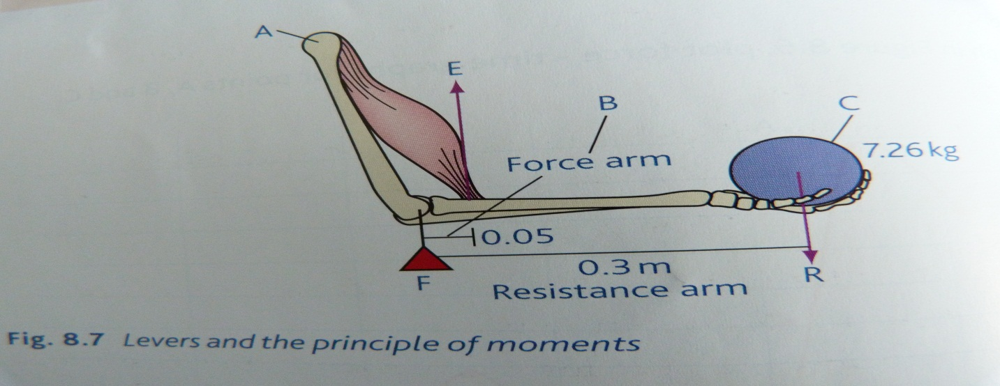 A
E
B
C
7.26 kg
Force arm
0.05
0.3 m
F
R
Resistance arm
Fig. 8.7 Levers and the principle of moments